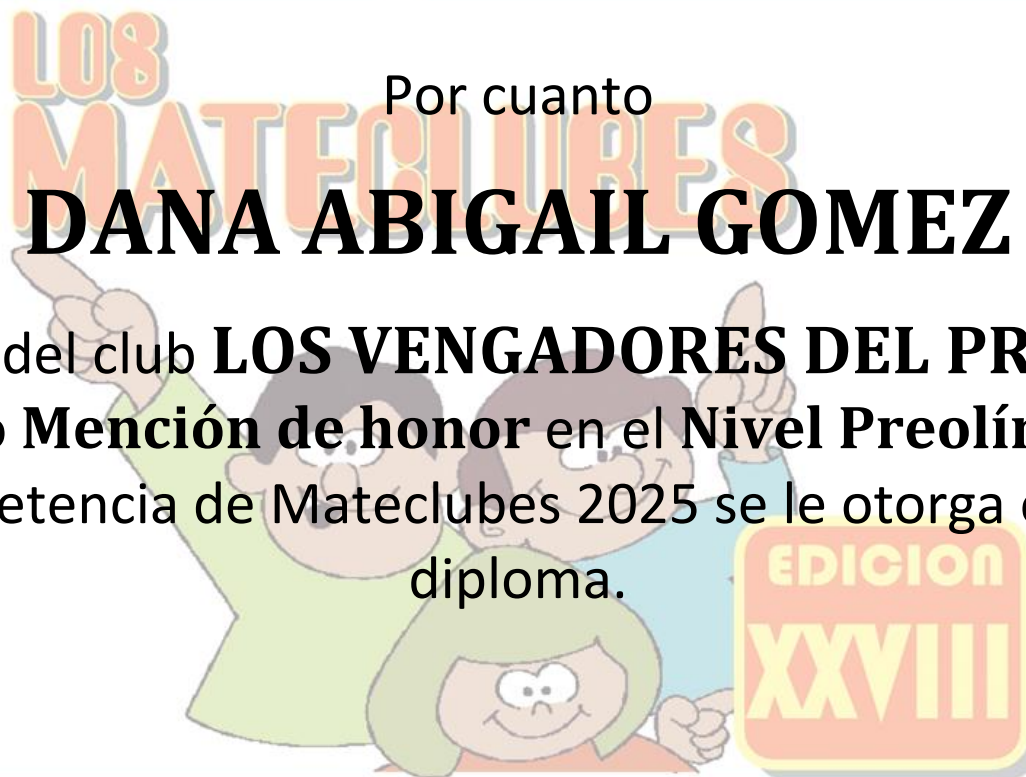 LOS
MATECLUBES
Por cuanto
DANA ABIGAIL GOMEZ
del club LOS VENGADORES DEL PR
Mención de honor en el Nivel Preolí
etencia de Mateclubes 2025 se le otorga
diploma.
EDICION
XXVIII